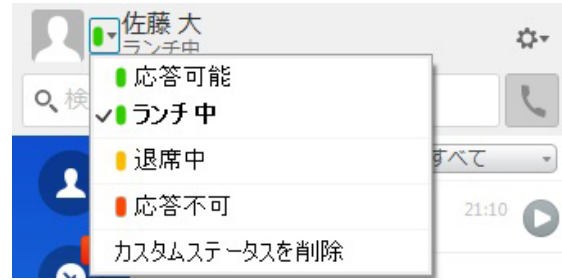 佐藤 大
ランチ中
応答可能
検
ランチ中
退席中
すべて
応答不可
21:10
カスタムステータスを削除